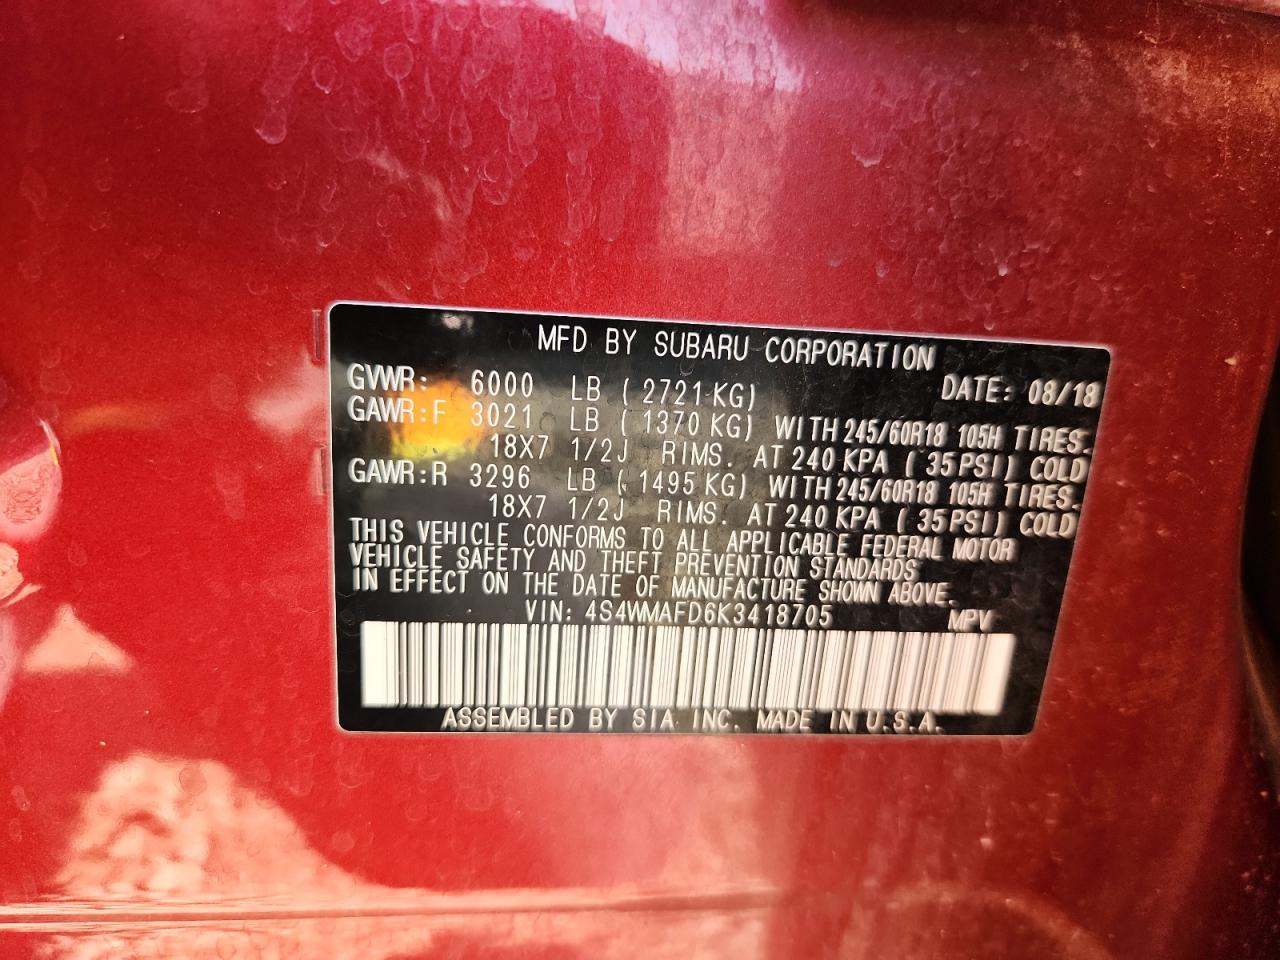 MFD BY SUBARU CORPORATION
GVWR: 6000 LB ( 2721 KG) DATE: 08/18
GAWR:F 3021 LB ( 1370 KG) WITH 245/60R18 105H TIRES.
18X7 1/2J RIMS. AT 240 KPA ( 35 PSI) COLD
GAWR:R 3296 LB ( 1495 KG) WITH 245/60R18 105H TIRES.
18X7 1/2J RIMS. AT 240 KPA ( 35 PSI) COLD
THIS VEHICLE CONFORMS TO ALL APPLICABLE FEDERAL MOTOR
VEHICLE SAFETY AND THEFT PREVENTION STANDARDS
IN EFFECT ON THE DATE OF MANUFACTURE SHOWN ABOVE.
VIN: 4S4WMAFD6K3418705 MPV
ASSEMBLED BY SIA INC. MADE IN U.S.A.